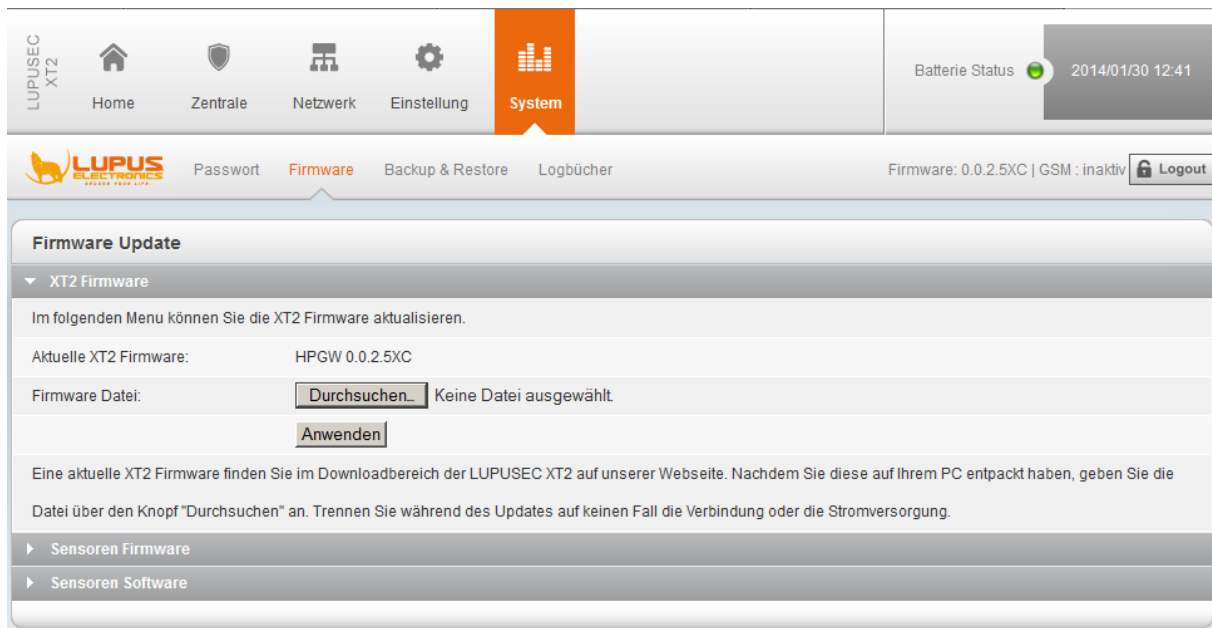 LUPUSEC
XT2
Home
Zentrale
Netzwerk
Einstellung
System
Batterie Status
2014/01/30 12:41
LUPUS
ELECTRONICS
Passwort
Firmware
Backup & Restore
Logbücher
Firmware: 0.0.2.5XC | GSM : inaktiv
Logout
Firmware Update
XT2 Firmware
Im folgenden Menu können Sie die XT2 Firmware aktualisieren.
Aktuelle XT2 Firmware: HPGW 0.0.2.5XC
Firmware Datei: Durchsuchen... Keine Datei ausgewählt.
Anwenden
Eine aktuelle XT2 Firmware finden Sie im Downloadbereich der LUPUSEC XT2 auf unserer Webseite. Nachdem Sie diese auf Ihrem PC entpackt haben, geben Sie die
Datei über den Knopf "Durchsuchen" an. Trennen Sie während des Updates auf keinen Fall die Verbindung oder die Stromversorgung.
Sensoren Firmware
Sensoren Software